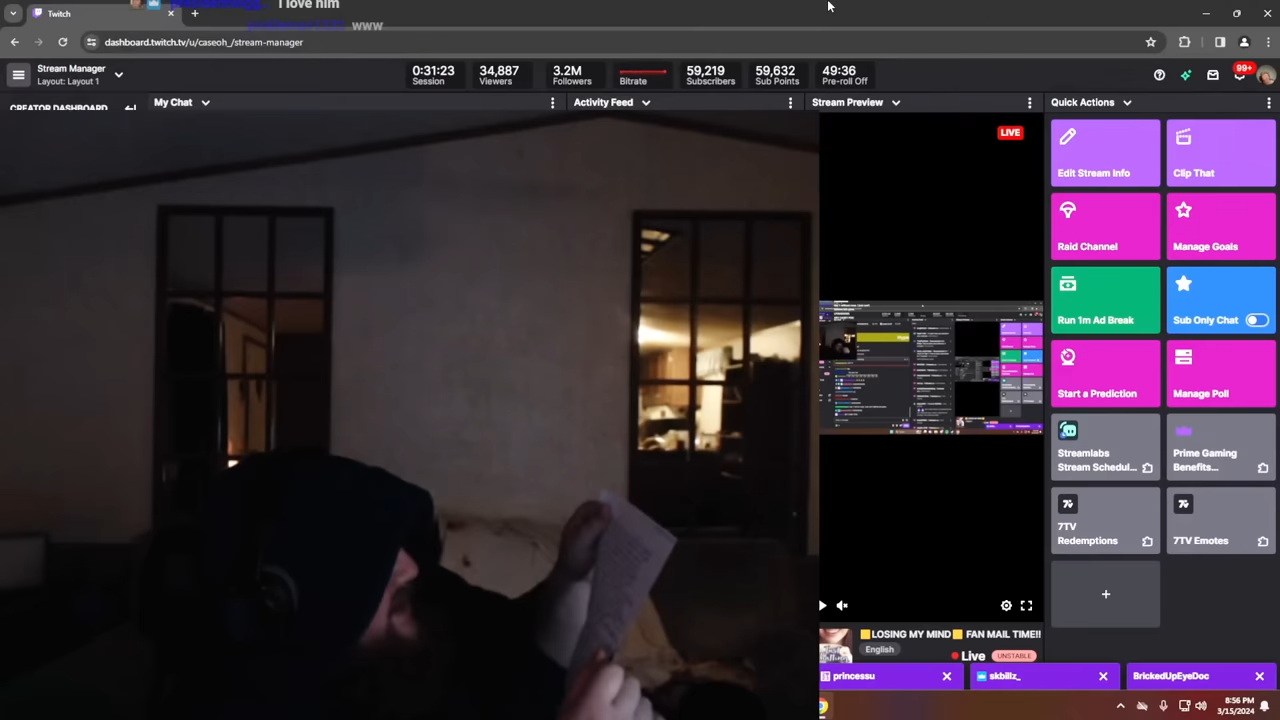 I love him
www
Twitch
dashboard.twitch.tv/u/caseoh_/stream-manager
Stream Manager
Layout: Layout 1
0:31:23
Session
34,887
Viewers
3.2M
Followers
Bitrate
59,219
Subscribers
59,632
Sub Points
49:36
Pre-roll Off
99+
CREATOR DASHBOARD
My Chat
Activity Feed
Stream Preview
Quick Actions
LIVE
Edit Stream Info
Clip That
Raid Channel
Manage Goals
Run 1m Ad Break
Sub Only Chat
Start a Prediction
Manage Poll
Streamlabs
Stream Schedul...
Prime Gaming
Benefits...
7TV
Redemptions
7TV Emotes
+
🟨LOSING MY MIND🟨 FAN MAIL TIME!!
English
Live
UNSTABLE
princessu
skbillz_
BrickedUpEyeDoc
8:56 PM
3/15/2024